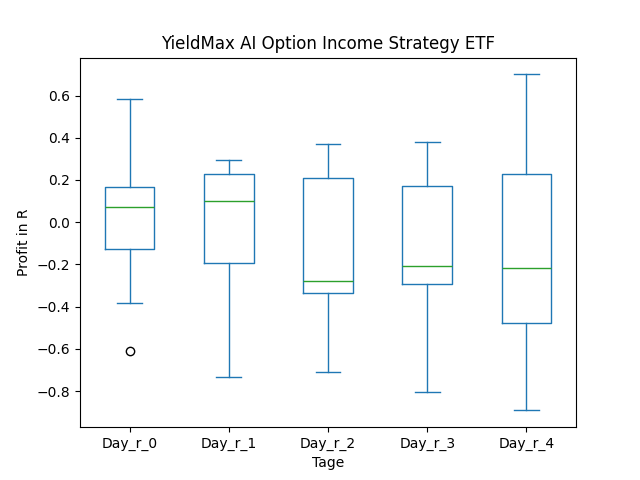 YieldMax AI Option Income Strategy ETF
Profit in R
0.6
0.4
0.2
0.0
−0.2
−0.4
−0.6
−0.8
Day_r_0 Day_r_1 Day_r_2 Day_r_3 Day_r_4
Tage